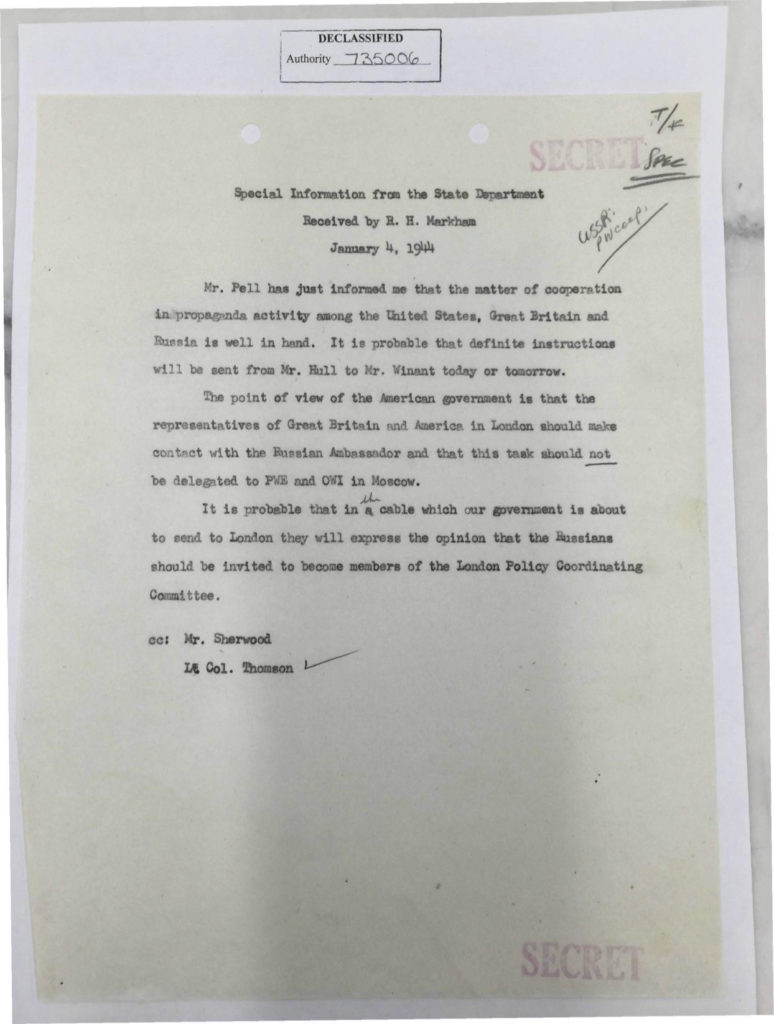 DECLASSIFIED
Authority 735006
SECRET
SPEC
USSR:
PWcoop.
Special Information from the State Department
Received by R. H. Markham
January 4, 1944
Mr. Pell has just informed me that the matter of cooperation
in propaganda activity among the United States, Great Britain and
Russia is well in hand. It is probable that definite instructions
will be sent from Mr. Hull to Mr. Winant today or tomorrow.
The point of view of the American government is that the
representatives of Great Britain and America in London should make
contact with the Russian Ambassador and that this task should not
be delegated to PWE and OWI in Moscow.
It is probable that in the cable which our government is about
to send to London they will express the opinion that the Russians
should be invited to become members of the London Policy Coordinating
Committee.
cc: Mr. Sherwood
Lt Col. Thomson
SECRET